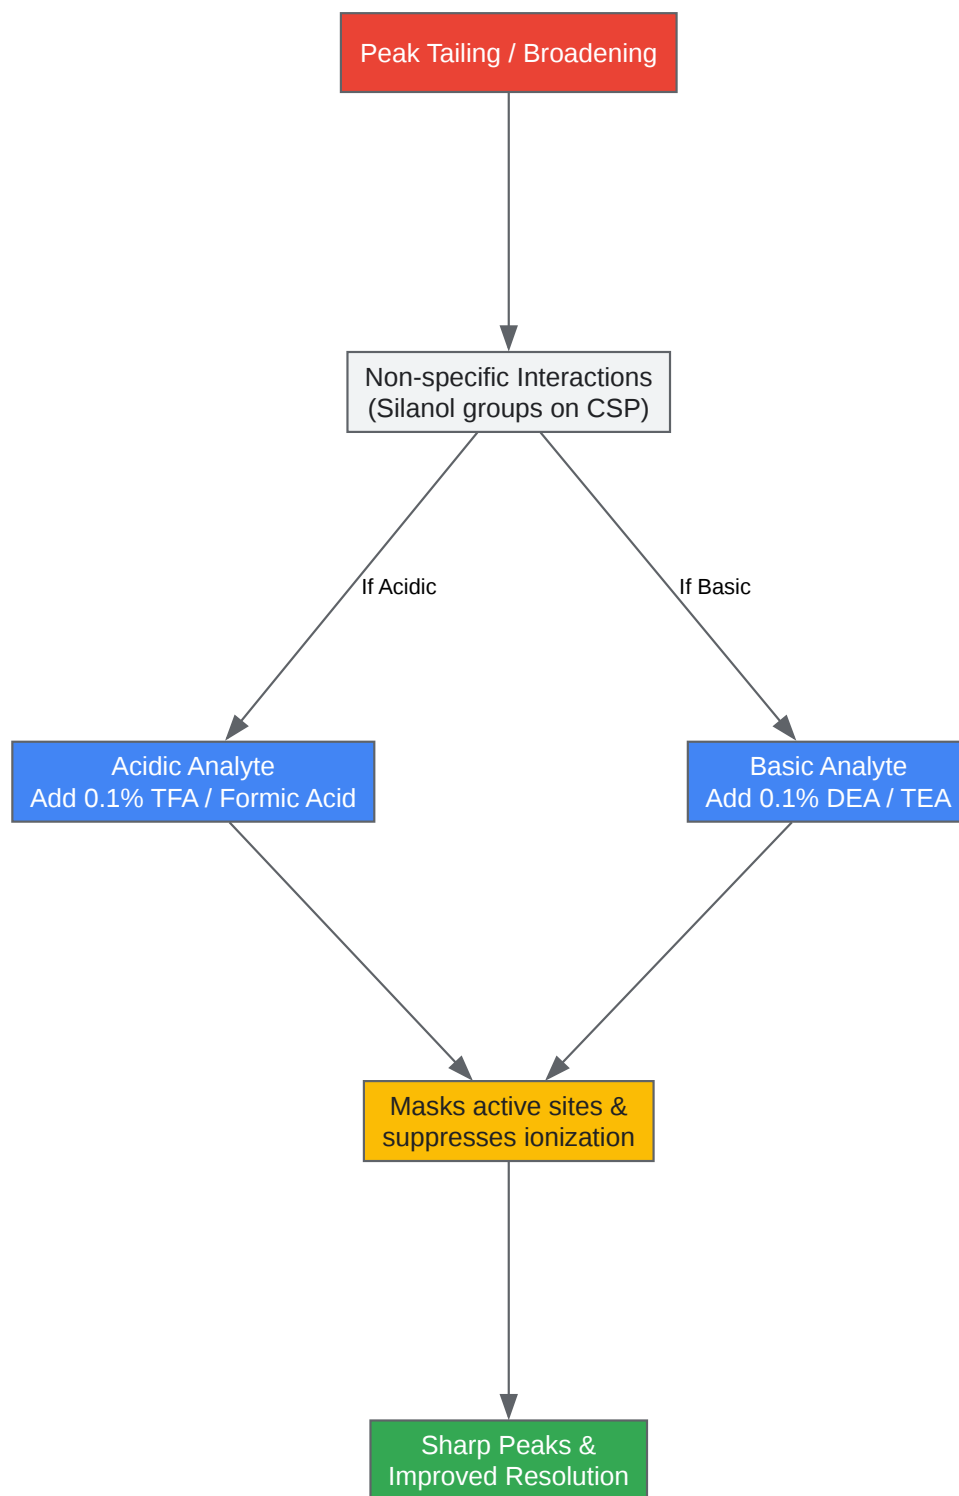 Peak Tailing / Broadening
Non-specific Interactions
(Silanol groups on CSP)
If Acidic
If Basic
Acidic Analyte
Add 0.1% TFA / Formic Acid
Basic Analyte
Add 0.1% DEA / TEA
Masks active sites &
suppresses ionization
Sharp Peaks &
Improved Resolution